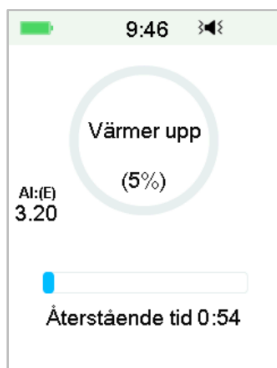 9:46
Värmer upp
(5%)
AI:(E)
3.20
Återstående tid 0:54